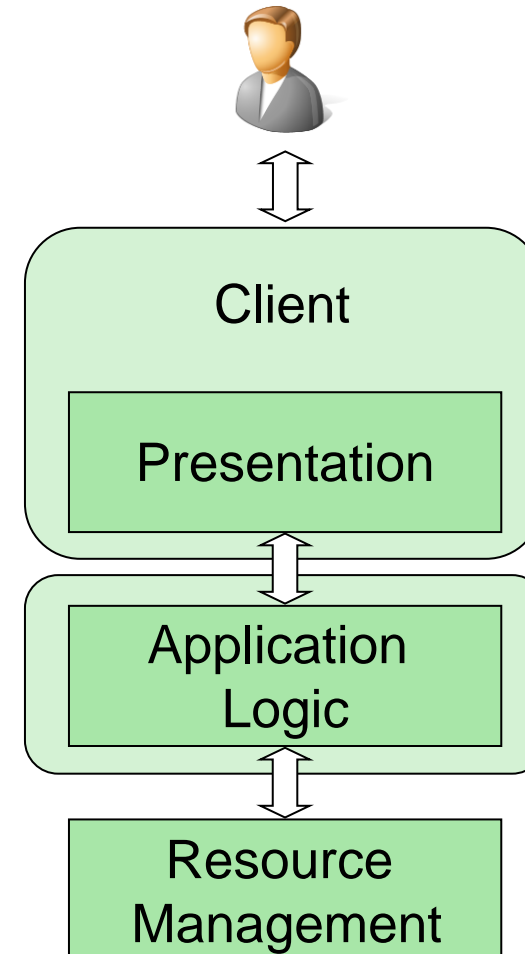 Client
Presentation
Application
Logic
Resource
Management